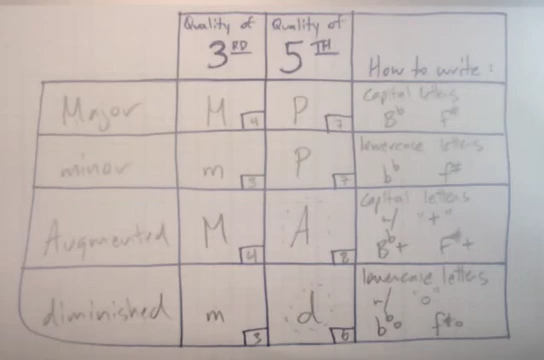 Quality of 3RD
Quality of 5TH
How to write:
Major
M 4
P 7
capital letters
B♭ F#
minor
m 3
P 7
lowercase letters
b♭ f#
Augmented
M 4
A 8
capital letters
w/ "+"
B♭+ F#+
diminished
m 3
d 6
lowercase letters
w/ "o"
b♭o f#o